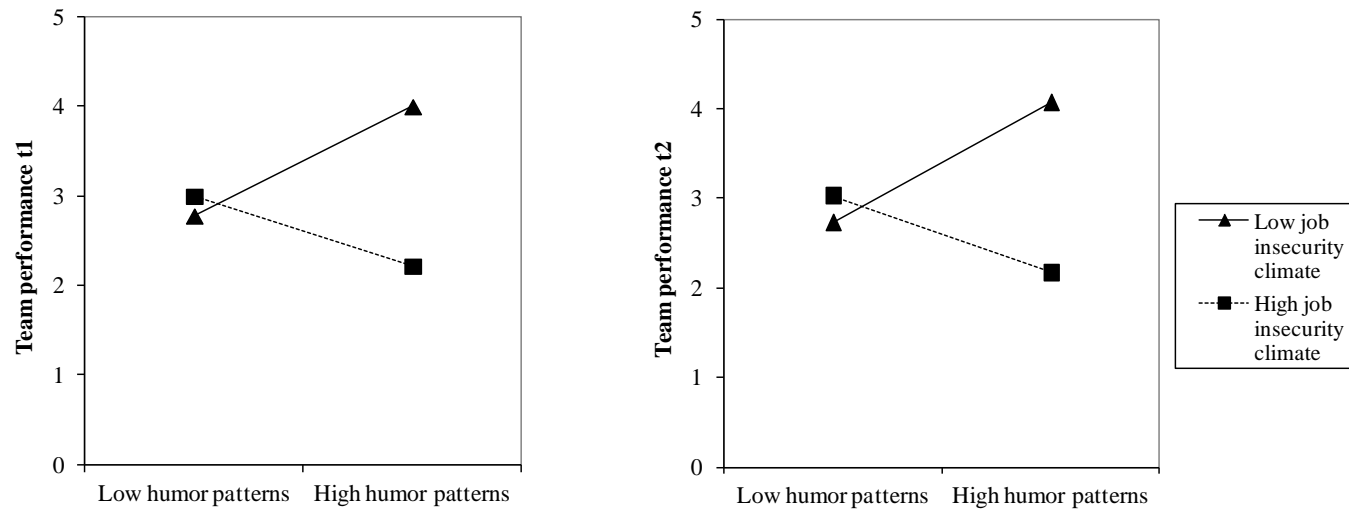 Team performance t1
5
4
3
2
1
0
Low humor patterns
High humor patterns
Team performance t2
5
4
3
2
1
0
Low humor patterns
High humor patterns
Low job
insecurity
climate
High job
insecurity
climate